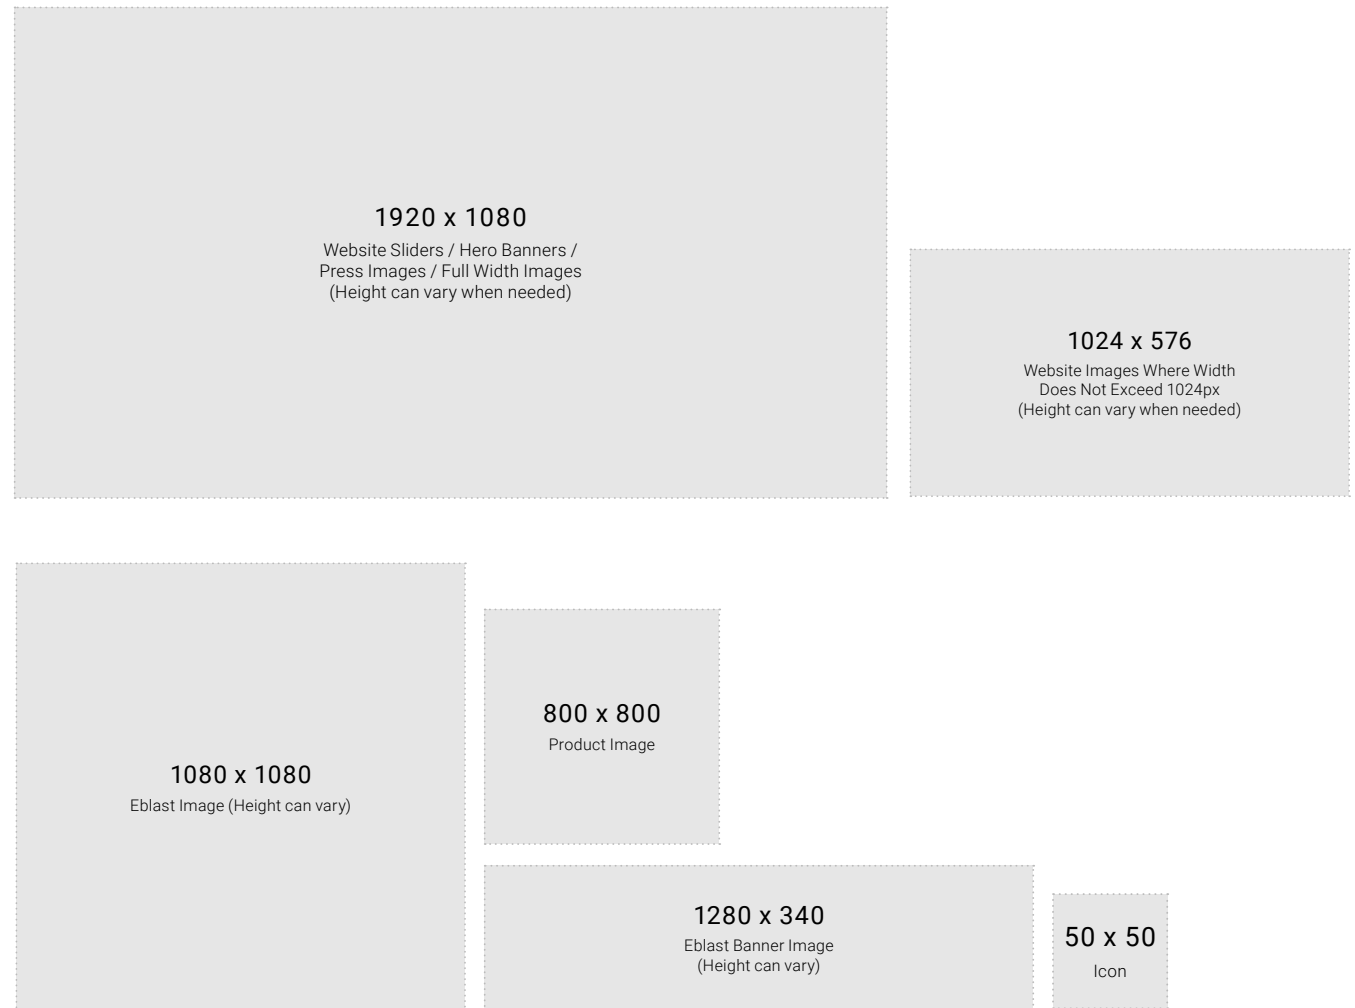 1920 x 1080
Website Sliders / Hero Banners /
Press Images / Full Width Images
(Height can vary when needed)
1024 x 576
Website Images Where Width
Does Not Exceed 1024px
(Height can vary when needed)
1080 x 1080
Eblast Image (Height can vary)
800 x 800
Product Image
1280 x 340
Eblast Banner Image
(Height can vary)
50 x 50
Icon